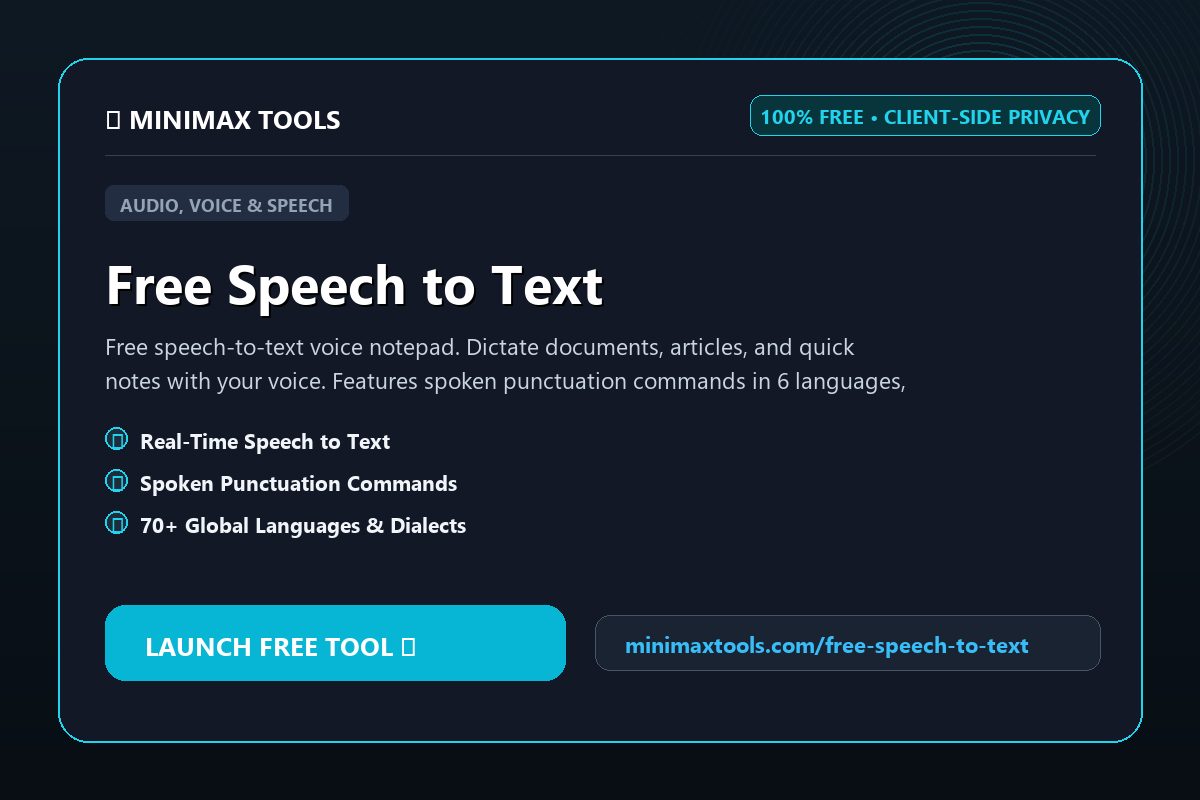 MINIMAX TOOLS
100% FREE • CLIENT-SIDE PRIVACY
AUDIO, VOICE & SPEECH
Free Speech to Text
Free speech-to-text voice notepad. Dictate documents, articles, and quick
notes with your voice. Features spoken punctuation commands in 6 languages,
Real-Time Speech to Text
Spoken Punctuation Commands
70+ Global Languages & Dialects
LAUNCH FREE TOOL
minimaxtools.com/free-speech-to-text